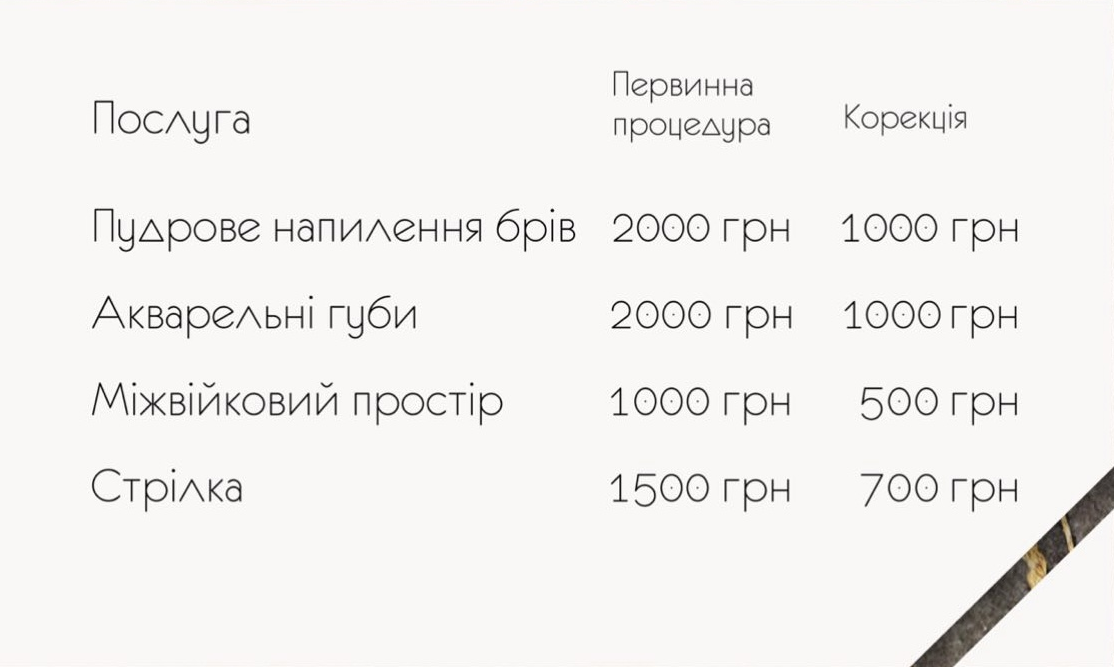 Послуга Первинна процедура Корекція
Пудрове напилення брів 2000 грн 1000 грн
Акварельні губи 2000 грн 1000 грн
Міжвійковий простір 1000 грн 500 грн
Стрілка 1500 грн 700 грн